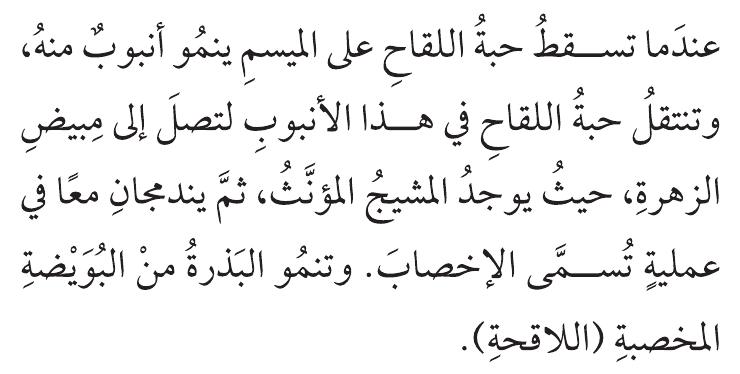 عندَما تسـقطُ حبةُ اللقاحِ على الميسمِ ينمُو أنبوبٌ منهُ،
وتنتقلُ حبةُ اللقاحِ في هـذا الأنبوبِ لتصلَ إلى مِبيضِ
الزهرةِ، حيثُ يوجدُ المشيجُ المؤنَّثُ، ثمَّ يندمجانِ معًا في
عمليةٍ تُسـمَّى الإخصابَ. وتنمُو البَذرةُ منْ البُوَيْضةِ
المخصبةِ (اللاقحةِ).